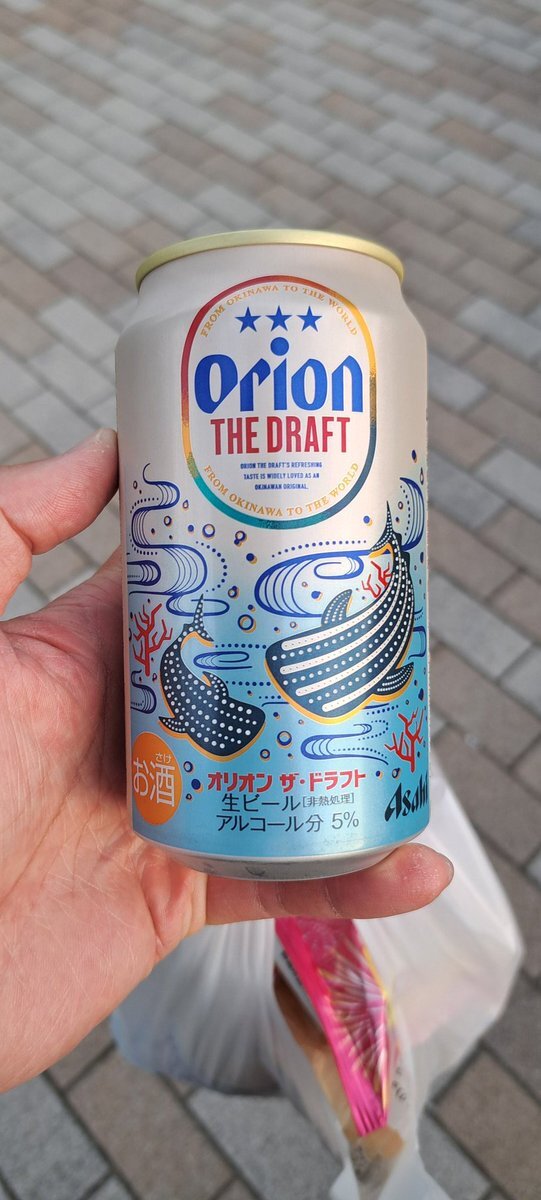 FROM OKINAWA TO THE WORLD
Orion
THE DRAFT
ORION THE DRAFT'S REFRESHING
TASTE IS WIDELY LOVED AS AN
OKINAWAN ORIGINAL.
FROM OKINAWA TO THE WORLD
さけ
お酒
オリオン ザ・ドラフト
生ビール[非熱処理]
アルコール分 5%
Asahi